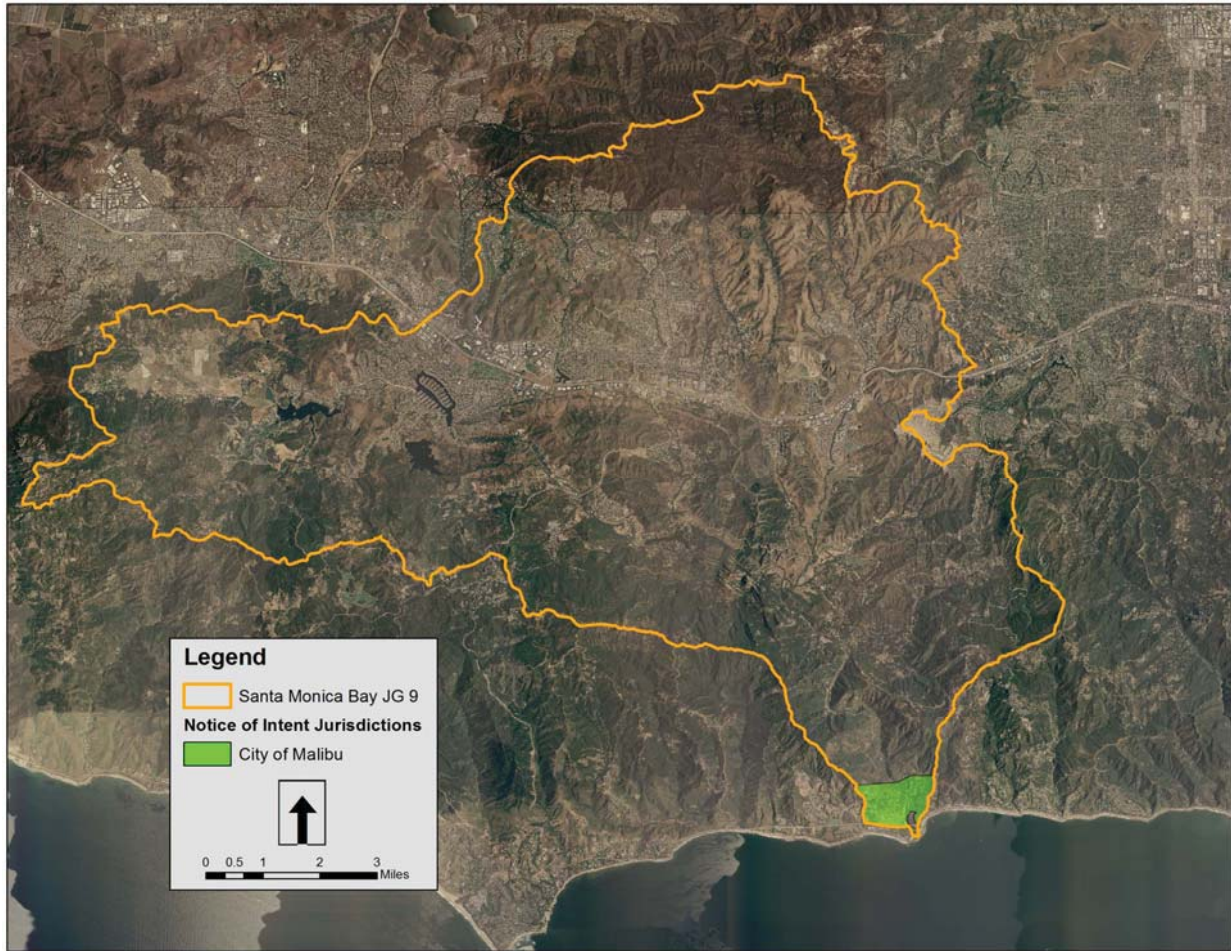 Legend
Santa Monica Bay JG 9
Notice of Intent Jurisdictions
City of Malibu
0 0.5 1 2 3
Miles